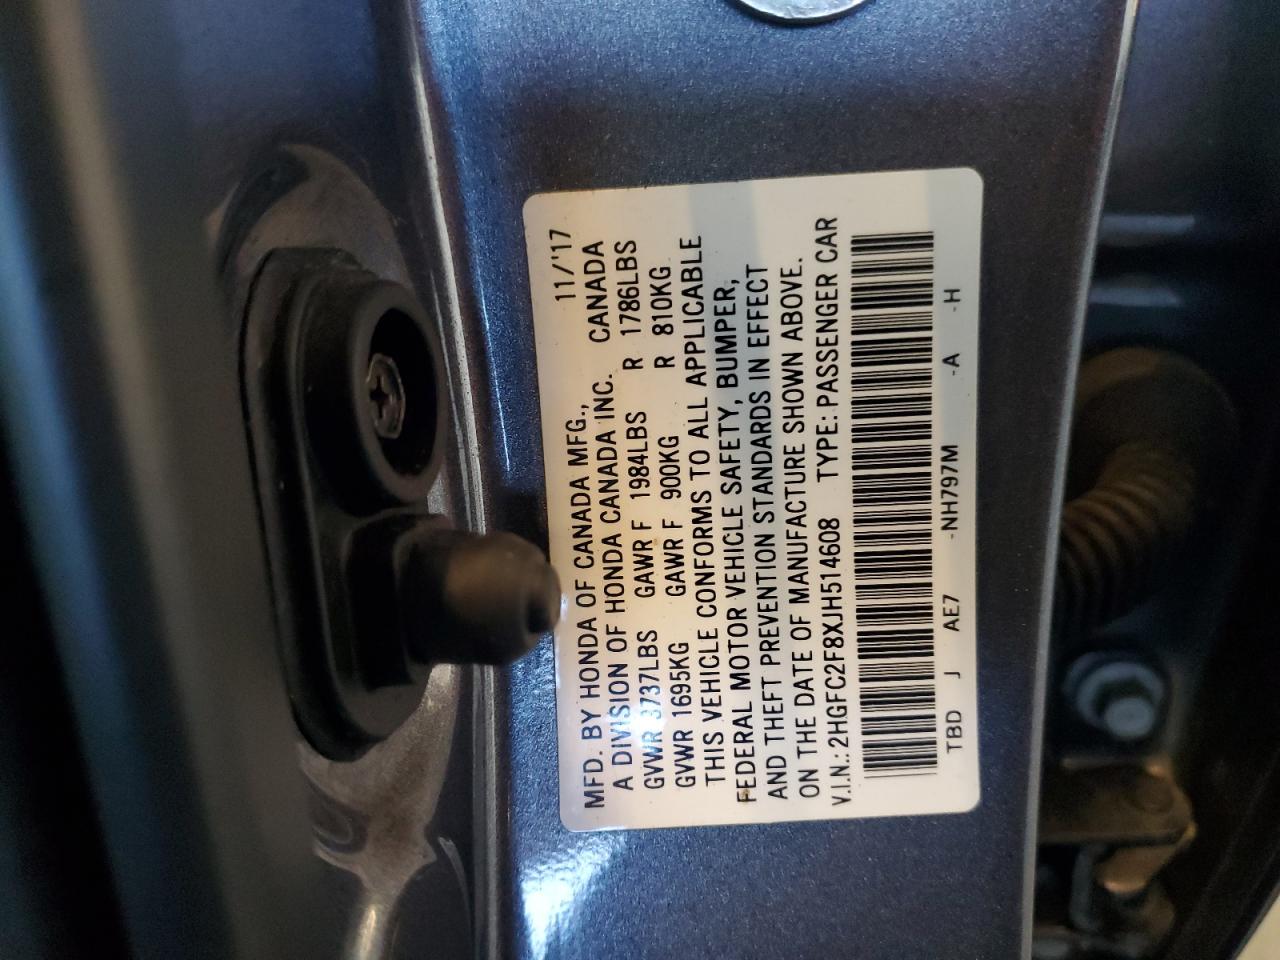 MFD. BY HONDA OF CANADA MFG., 11/'17
A DIVISION OF HONDA CANADA INC. CANADA
GVWR 3737LBS GAWR F 1984LBS R 1786LBS
GVWR 1695KG GAWR F 900KG R 810KG
THIS VEHICLE CONFORMS TO ALL APPLICABLE
FEDERAL MOTOR VEHICLE SAFETY, BUMPER,
AND THEFT PREVENTION STANDARDS IN EFFECT
ON THE DATE OF MANUFACTURE SHOWN ABOVE.
V.I.N.: 2HGFC2F8XJH514608 TYPE: PASSENGER CAR
TBD J AE7 -NH797M -A -H